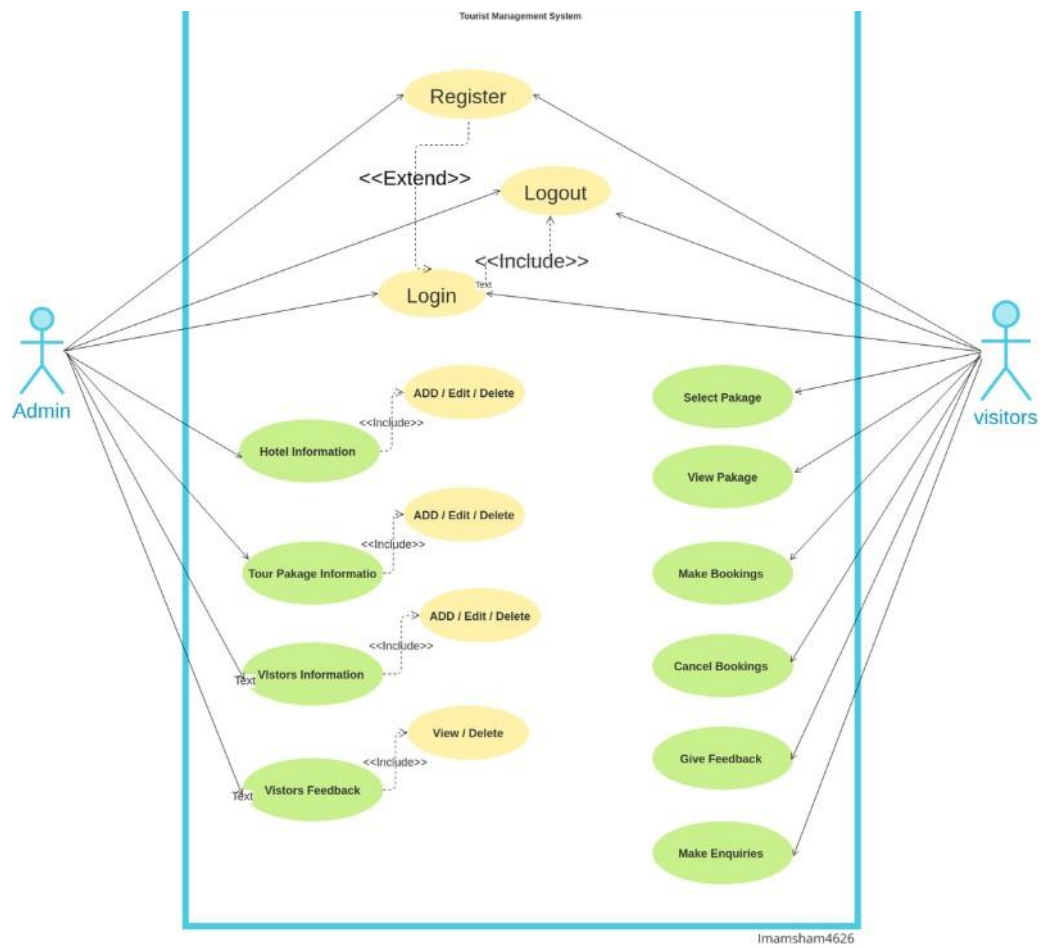 Tourist Management System
Register
<<Extend>>
Logout
<<Include>>
Text
Login
Admin
visitors
ADD / Edit / Delete
<<Include>>
Hotel Information
Select Pakage
View Pakage
ADD / Edit / Delete
<<Include>>
Tour Pakage Informatio
Make Bookings
ADD / Edit / Delete
<<Include>>
VIstors Information
Text
Cancel Bookings
View / Delete
<<Include>>
Vistors Feedback
Text
Give Feedback
Make Enquiries
Imamsham4626